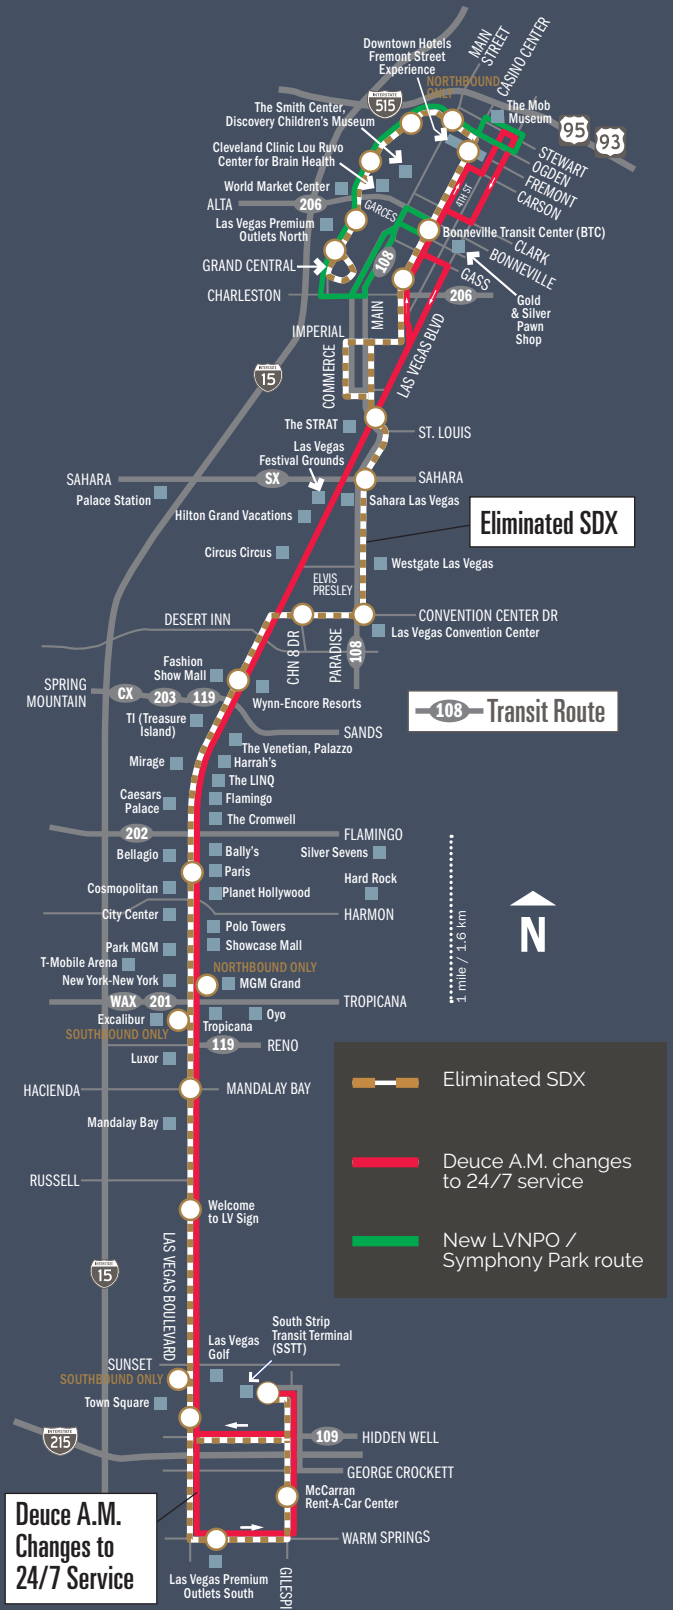 MAIN
STREET
CASINO CENTER
Downtown Hotels
Fremont Street
Experience
NORTHBOUND
ONLY
INTERSTATE
515
The Mob
Museum
95
93
The Smith Center,
Discovery Children's Museum
Cleveland Clinic Lou Ruvo
Center for Brain Health
STEWART
OGDEN
FREMONT
CARSON
World Market Center
4TH ST
ALTA
206
GARCES
Las Vegas Premium
Outlets North
Bonneville Transit Center (BTC)
CLARK
BONNEVILLE
GRAND CENTRAL
108
GASS
CHARLESTON
206
Gold
& Silver
Pawn
Shop
MAIN
IMPERIAL
LAS VEGAS BLVD
COMMERCE
INTERSTATE
15
The STRAT
ST. LOUIS
Las Vegas
Festival Grounds
SAHARA
SX
SAHARA
Palace Station
Sahara Las Vegas
Hilton Grand Vacations
Eliminated SDX
Circus Circus
Westgate Las Vegas
ELVIS
PRESLEY
DESERT INN
CONVENTION CENTER DR
Las Vegas Convention Center
CHN 8 DR
PARADISE
108
Fashion
Show Mall
SPRING
MOUNTAIN
CX
203
119
Wynn-Encore Resorts
108
Transit Route
TI (Treasure
Island)
SANDS
The Venetian, Palazzo
Mirage
Harrah's
The LINQ
Caesars
Palace
Flamingo
The Cromwell
202
FLAMINGO
Bellagio
Bally's
Silver Sevens
Paris
Cosmopolitan
Planet Hollywood
Hard Rock
City Center
HARMON
Polo Towers
N
Park MGM
Showcase Mall
T-Mobile Arena
NORTHBOUND ONLY
New York-New York
MGM Grand
1 mile / 1.6 km
WAX
201
TROPICANA
Excalibur
Oyo
Tropicana
SOUTHBOUND ONLY
119
RENO
Luxor
HACIENDA
MANDALAY BAY
Eliminated SDX
Mandalay Bay
Deuce A.M. changes
to 24/7 service
RUSSELL
Welcome
to LV Sign
New LVNPO /
Symphony Park route
LAS VEGAS BOULEVARD
INTERSTATE
15
South Strip
Transit Terminal
(SSTT)
Las Vegas
Golf
SUNSET
SOUTHBOUND ONLY
Town Square
INTERSTATE
215
109
HIDDEN WELL
GEORGE CROCKETT
McCarran
Rent-A-Car Center
Deuce A.M.
Changes to
24/7 Service
WARM SPRINGS
Las Vegas Premium
Outlets South
GILESPI